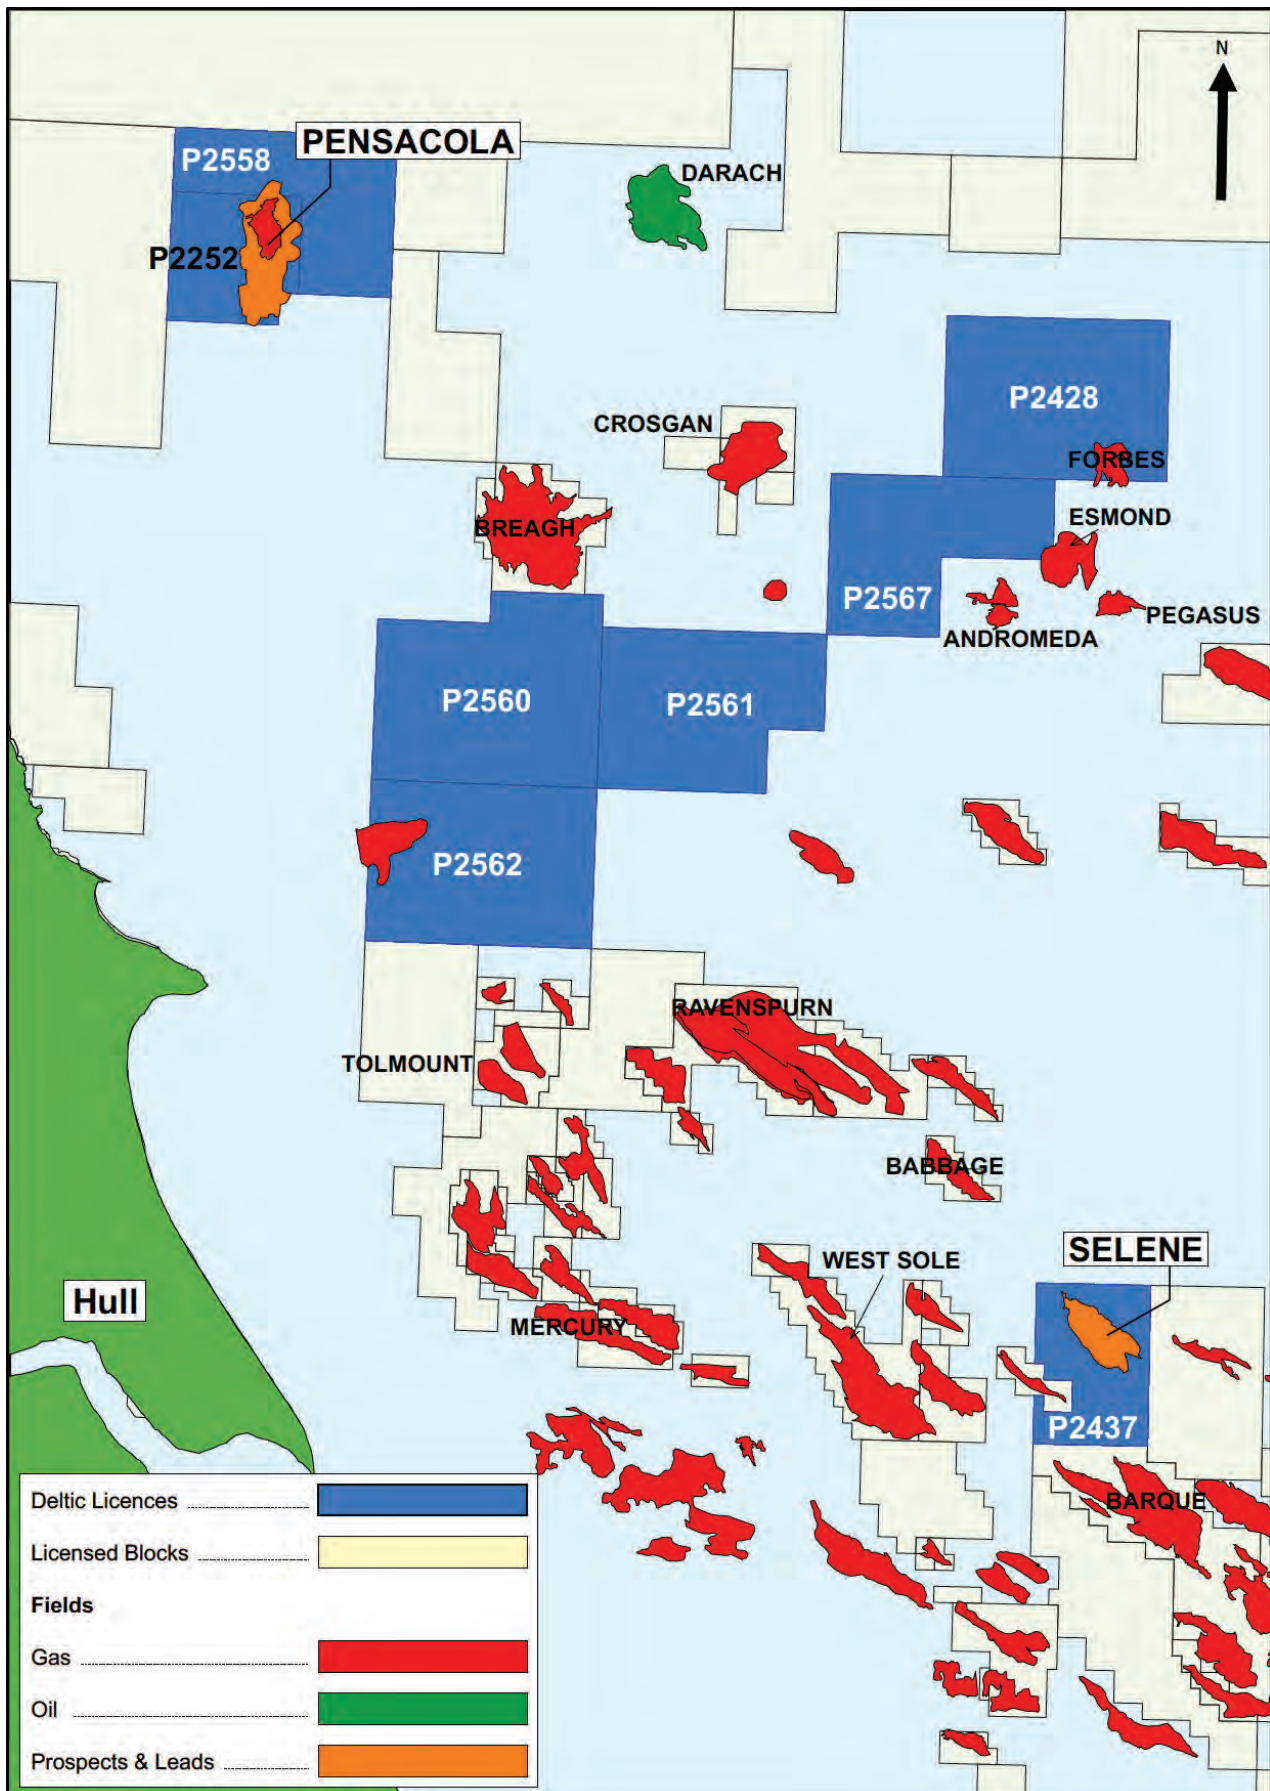 N
PENSACOLA
P2558
DARACH
P2252
P2428
CROSGAN
FORBES
BREAGH
ESMOND
P2567
PEGASUS
ANDROMEDA
P2560
P2561
P2562
RAVENSPURN
TOLMOUNT
BABBAGE
SELENE
WEST SOLE
Hull
MERCURY
P2437
BARQUE
Deltic Licences
Licensed Blocks
Fields
Gas
Oil
Prospects & Leads